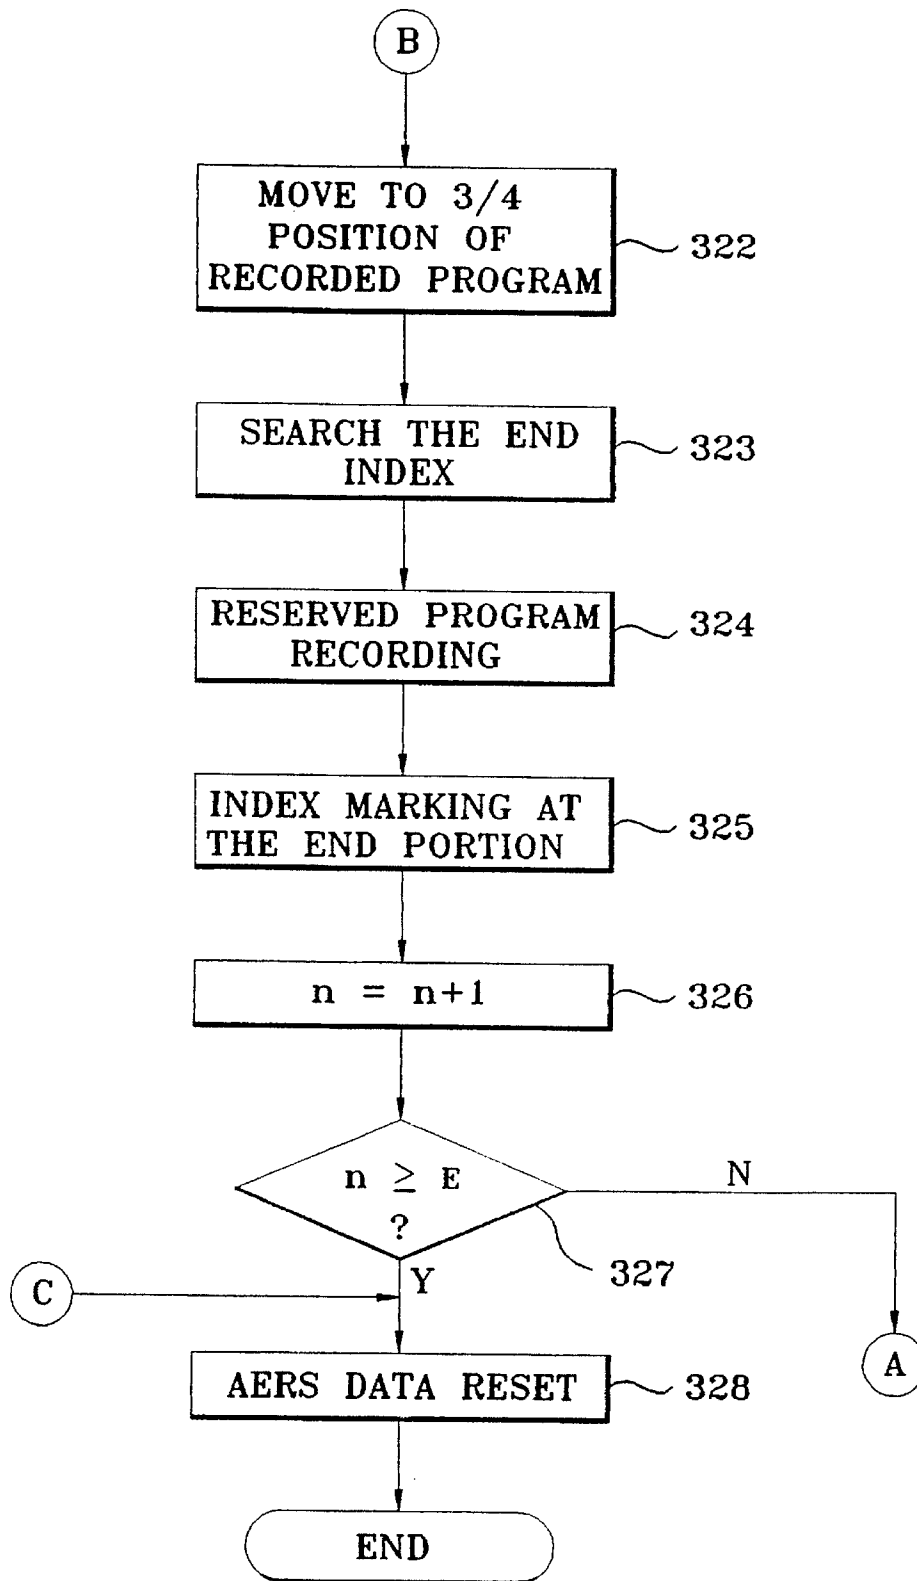 B
MOVE TO 3/4
POSITION OF
RECORDED PROGRAM
322
SEARCH THE END
INDEX
323
RESERVED PROGRAM
RECORDING
324
INDEX MARKING AT
THE END PORTION
325
n = n+1
326
n ≥ E
?
N
327
Y
C
A
AERS DATA RESET
328
END